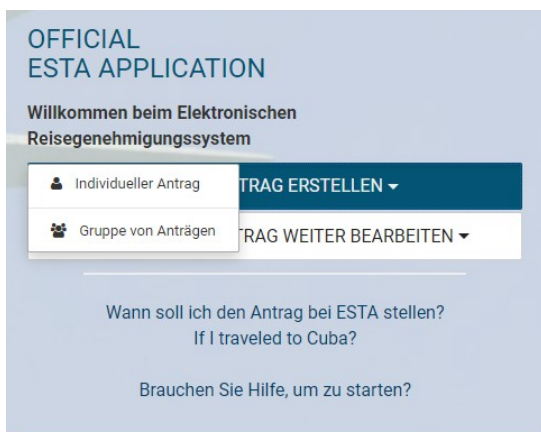 OFFICIAL
ESTA APPLICATION
Willkommen beim Elektronischen
Reisegenehmigungssystem
Individueller Antrag
TRAG ERSTELLEN
Gruppe von Anträgen
TRAG WEITER BEARBEITEN
Wann soll ich den Antrag bei ESTA stellen?
If I traveled to Cuba?
Brauchen Sie Hilfe, um zu starten?